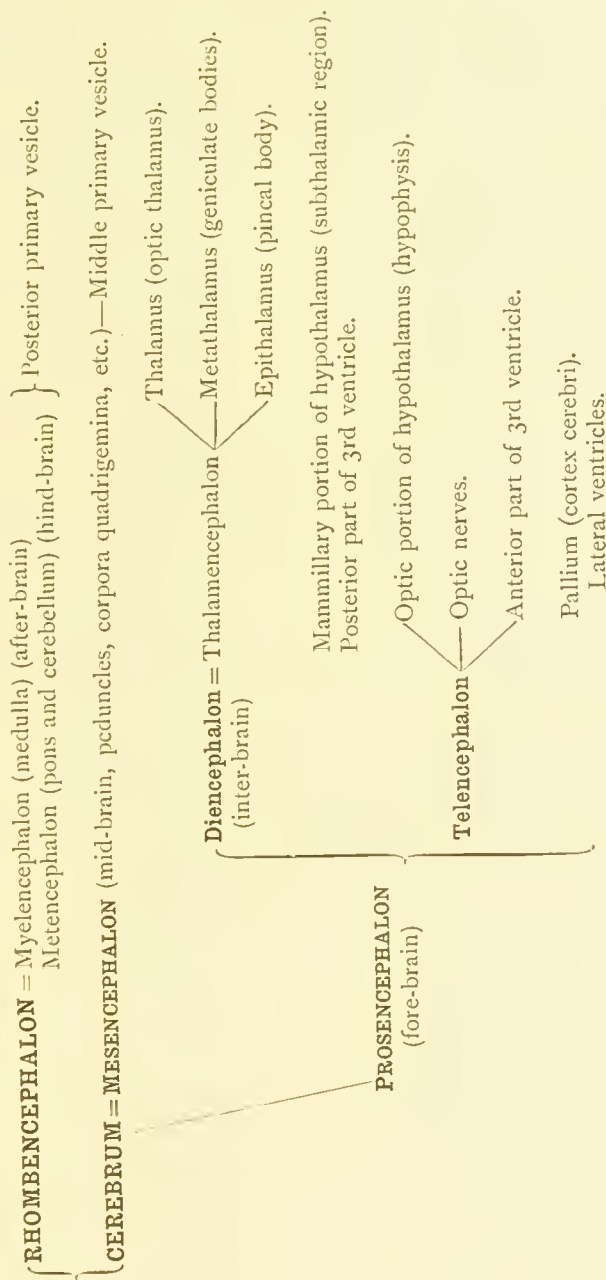 RHOMBENCEPHALON = Myelencephalon (medulla) (after-brain)
Metencephalon (pons and cerebellum) (hind-brain) } Posterior primary vesicle.
CEREBRUM = MESENCEPHALON (mid-brain, peduncles, corpora quadrigemina, etc.)—Middle primary vesicle.
Thalamus (optic thalamus).
Diencephalon = Thalamencephalon — Metathalamus (geniculate bodies).
(inter-brain)
Epithalamus (pineal body).
Mammillary portion of hypothalamus (subthalamic region).
Posterior part of 3rd ventricle.
PROSENCEPHALON
(fore-brain)
Optic portion of hypothalamus (hypophysis).
Telencephalon — Optic nerves.
Anterior part of 3rd ventricle.
Pallium (cortex cerebri).
Lateral ventricles.